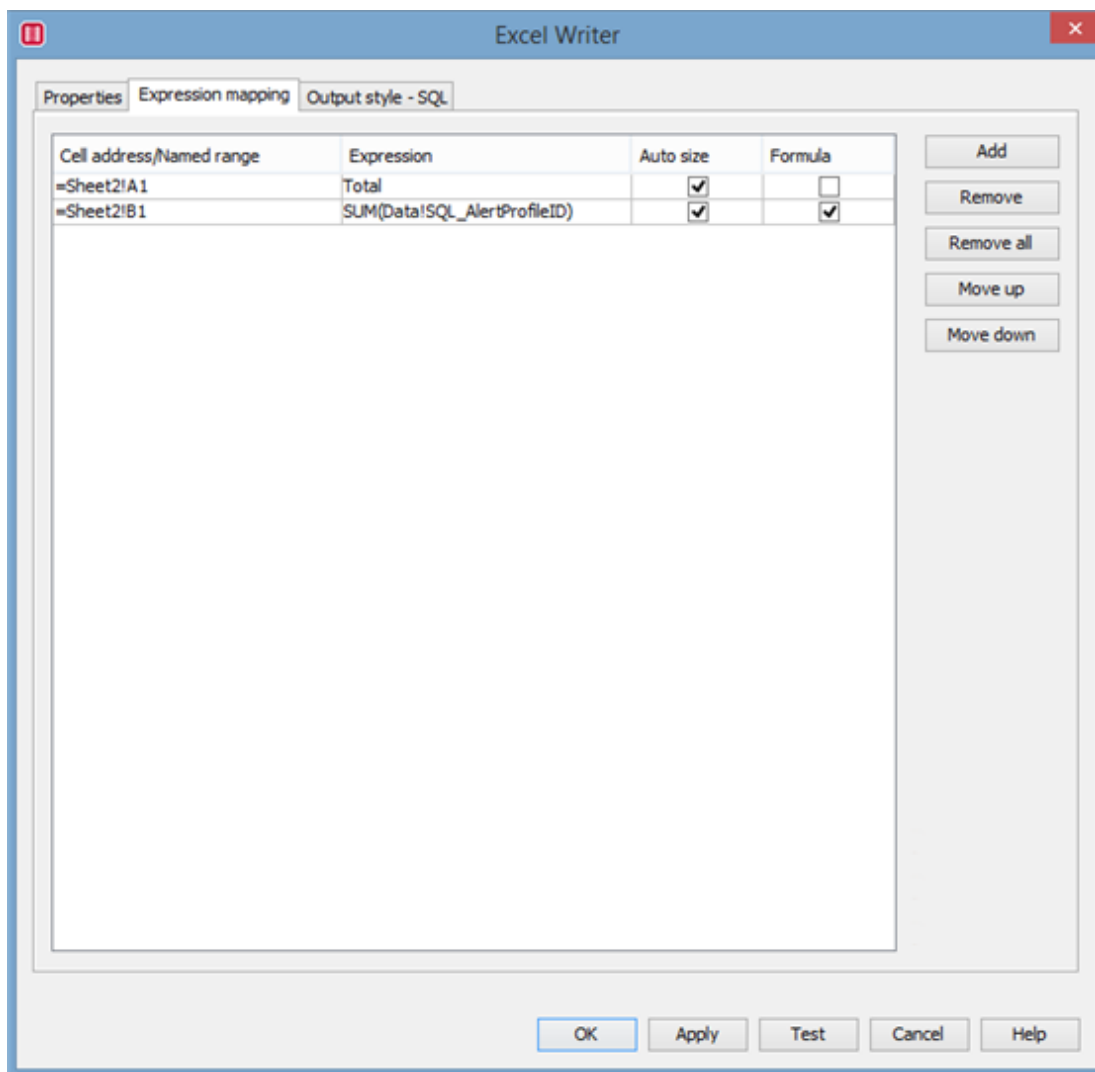 Excel Writer
Properties Expression mapping Output style - SQL
Cell address/Named range Expression Auto size Formula
=Sheet2!A1 Total
=Sheet2!B1 SUM(Data!SQL_AlertProfileID)
Add
Remove
Remove all
Move up
Move down
OK Apply Test Cancel Help